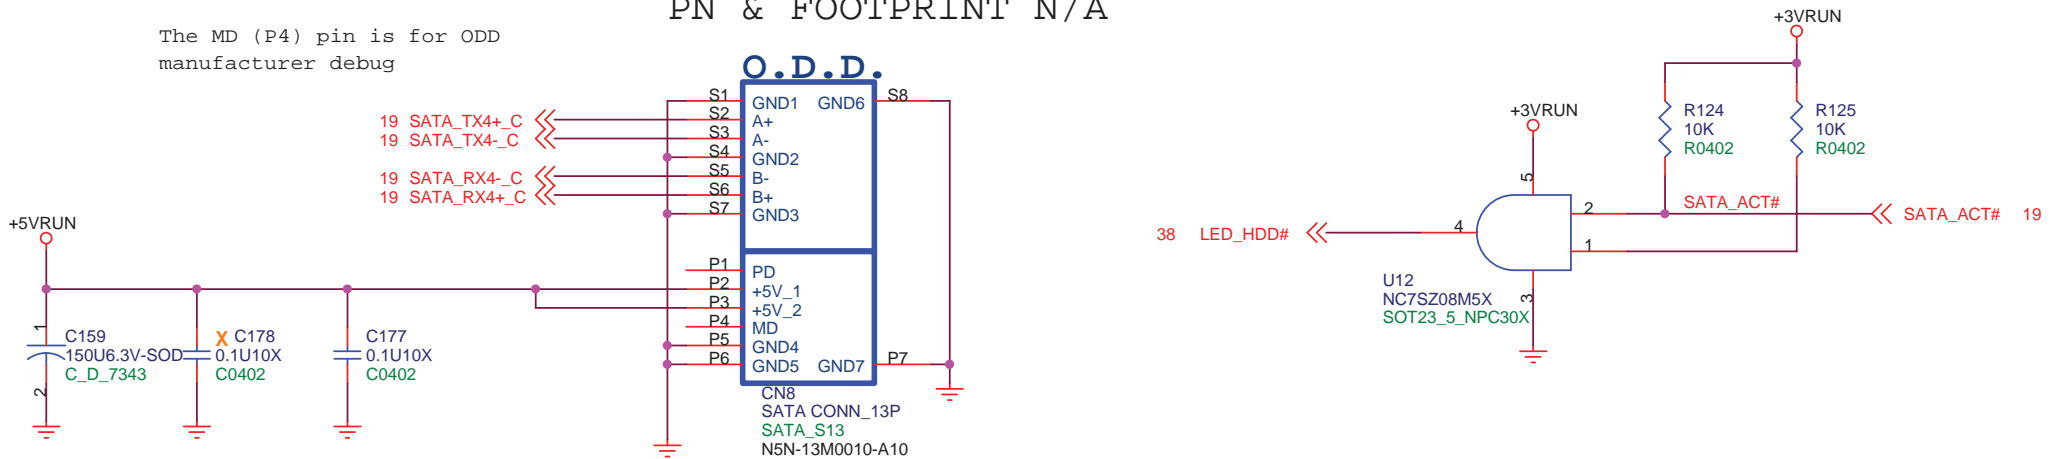 PN & FOOTPRINT N/A
The MD (P4) pin is for ODD
manufacturer debug
O.D.D.
S1 GND1 GND6 S8
19 SATA_TX4+_C S2 A+
19 SATA_TX4-_C S3 A-
S4 GND2
19 SATA_RX4-_C S5 B-
19 SATA_RX4+_C S6 B+
S7 GND3
+5VRUN
P1 PD
P2 +5V_1
P3 +5V_2
P4 MD
P5 GND4
P6 GND5 GND7 P7
CN8
SATA CONN_13P
SATA_S13
N5N-13M0010-A10
1
C159
150U6.3V-SOD
C_D_7343
2
X C178
0.1U10X
C0402
C177
0.1U10X
C0402
+3VRUN
+3VRUN
R124
10K
R0402
R125
10K
R0402
5
2 SATA_ACT#
SATA_ACT# 19
38 LED_HDD# 4
1
3
U12
NC7SZ08M5X
SOT23_5_NPC30X